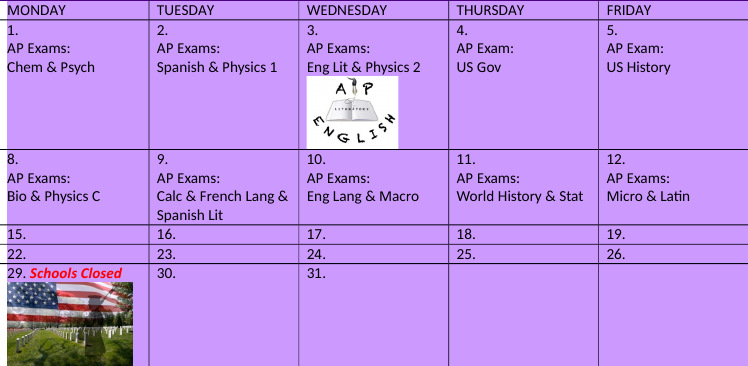 MONDAY TUESDAY WEDNESDAY THURSDAY FRIDAY
1.
AP Exams:
Chem & Psych
2.
AP Exams:
Spanish & Physics 1
3.
AP Exams:
Eng Lit & Physics 2
AP
LITERATURE
ENGLISH
4.
AP Exam:
US Gov
5.
AP Exam:
US History
8.
AP Exams:
Bio & Physics C
9.
AP Exams:
Calc & French Lang &
Spanish Lit
10.
AP Exams:
Eng Lang & Macro
11.
AP Exams:
World History & Stat
12.
AP Exams:
Micro & Latin
15. 16. 17. 18. 19.
22. 23. 24. 25. 26.
29. Schools Closed
30. 31.